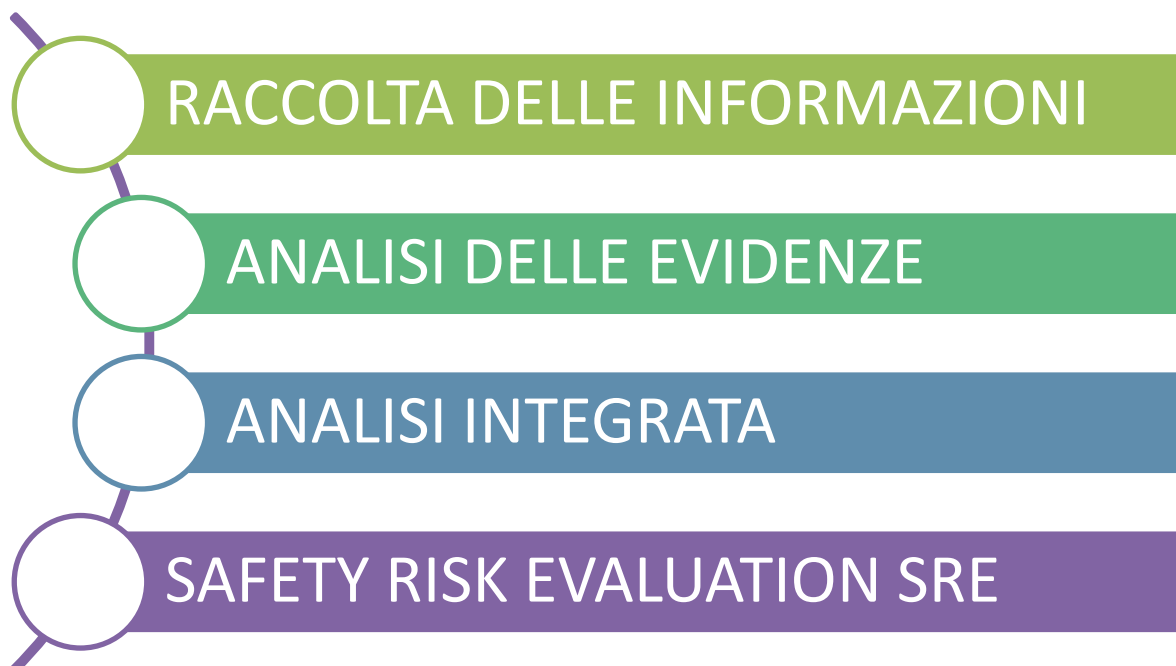 RACCOLTA DELLE INFORMAZIONI
ANALISI DELLE EVIDENZE
ANALISI INTEGRATA
SAFETY RISK EVALUATION SRE